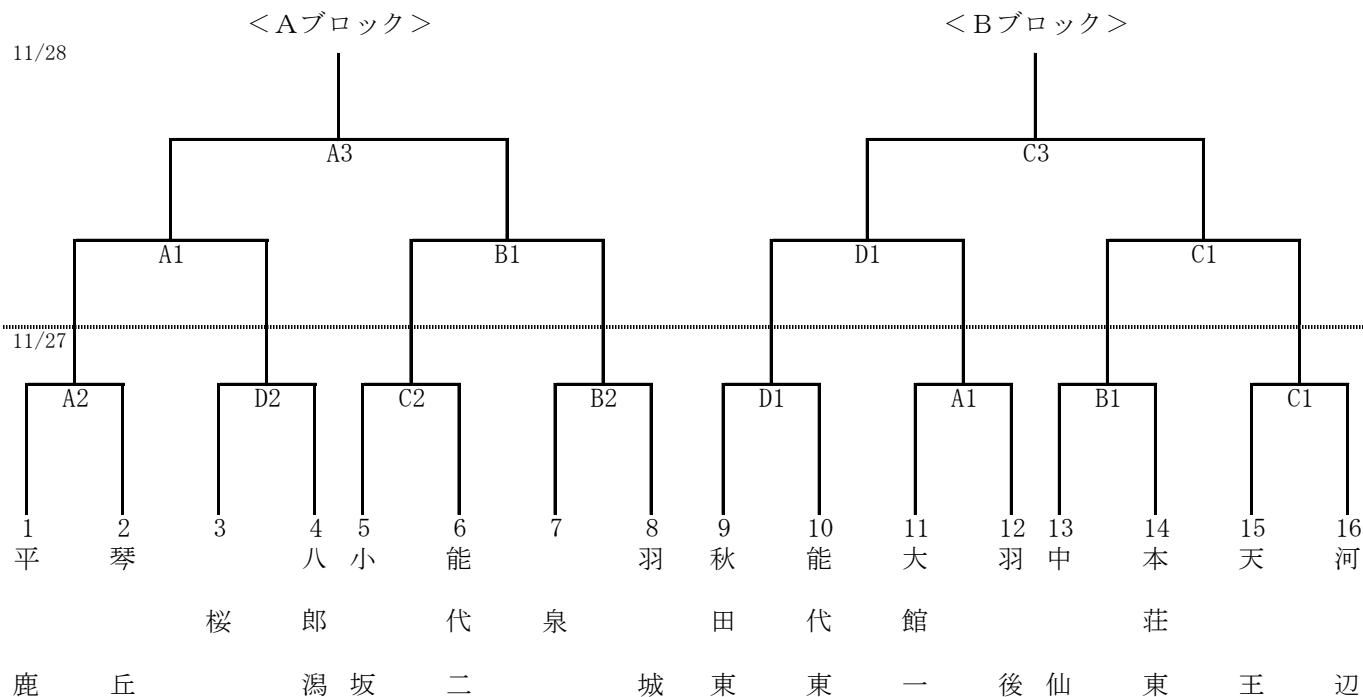 ＜Aブロック＞ ＜Bブロック＞
11/28
A3 C3
A1 B1 D1 C1
11/27
A2 D2 C2 B2 D1 A1 B1 C1
1 2 3 4 5 6 7 8 9 10 11 12 13 14 15 16
平鹿
琴丘
桜
八郎潟
小坂
能代二
泉
羽城
秋田東
能代東
大館一
羽後
中仙
本荘東
天王
河辺